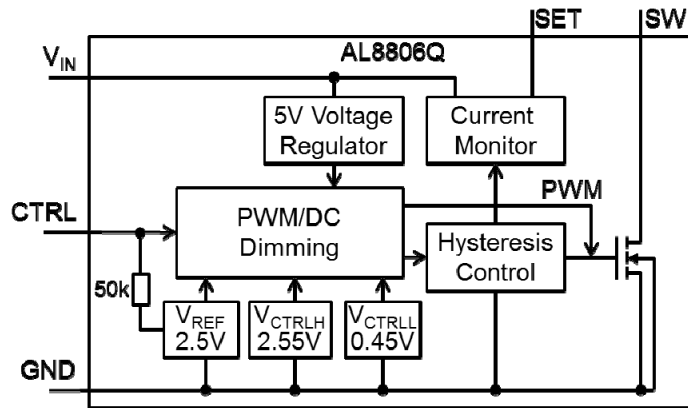 SET
SW
V_IN
AL8806Q
5V Voltage
Regulator
Current
Monitor
CTRL
PWM/DC
Dimming
PWM
Hysteresis
Control
50k
V_REF
2.5V
V_CTRLH
2.55V
V_CTRLL
0.45V
GND